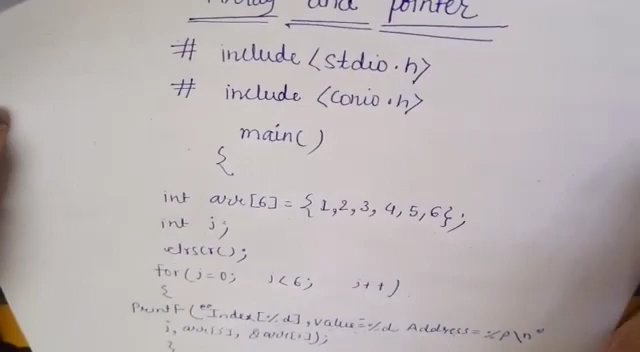 Array and pointer
# include <stdio.h>
# include <conio.h>
main()
{
int arr[6] = {1,2,3,4,5,6};
int j;
clrscr();
for(j=0; j<6; j++)
{
Printf("Index[%d], value=%d Address=%p\n"
j, arr[j], &arr[j]);
}